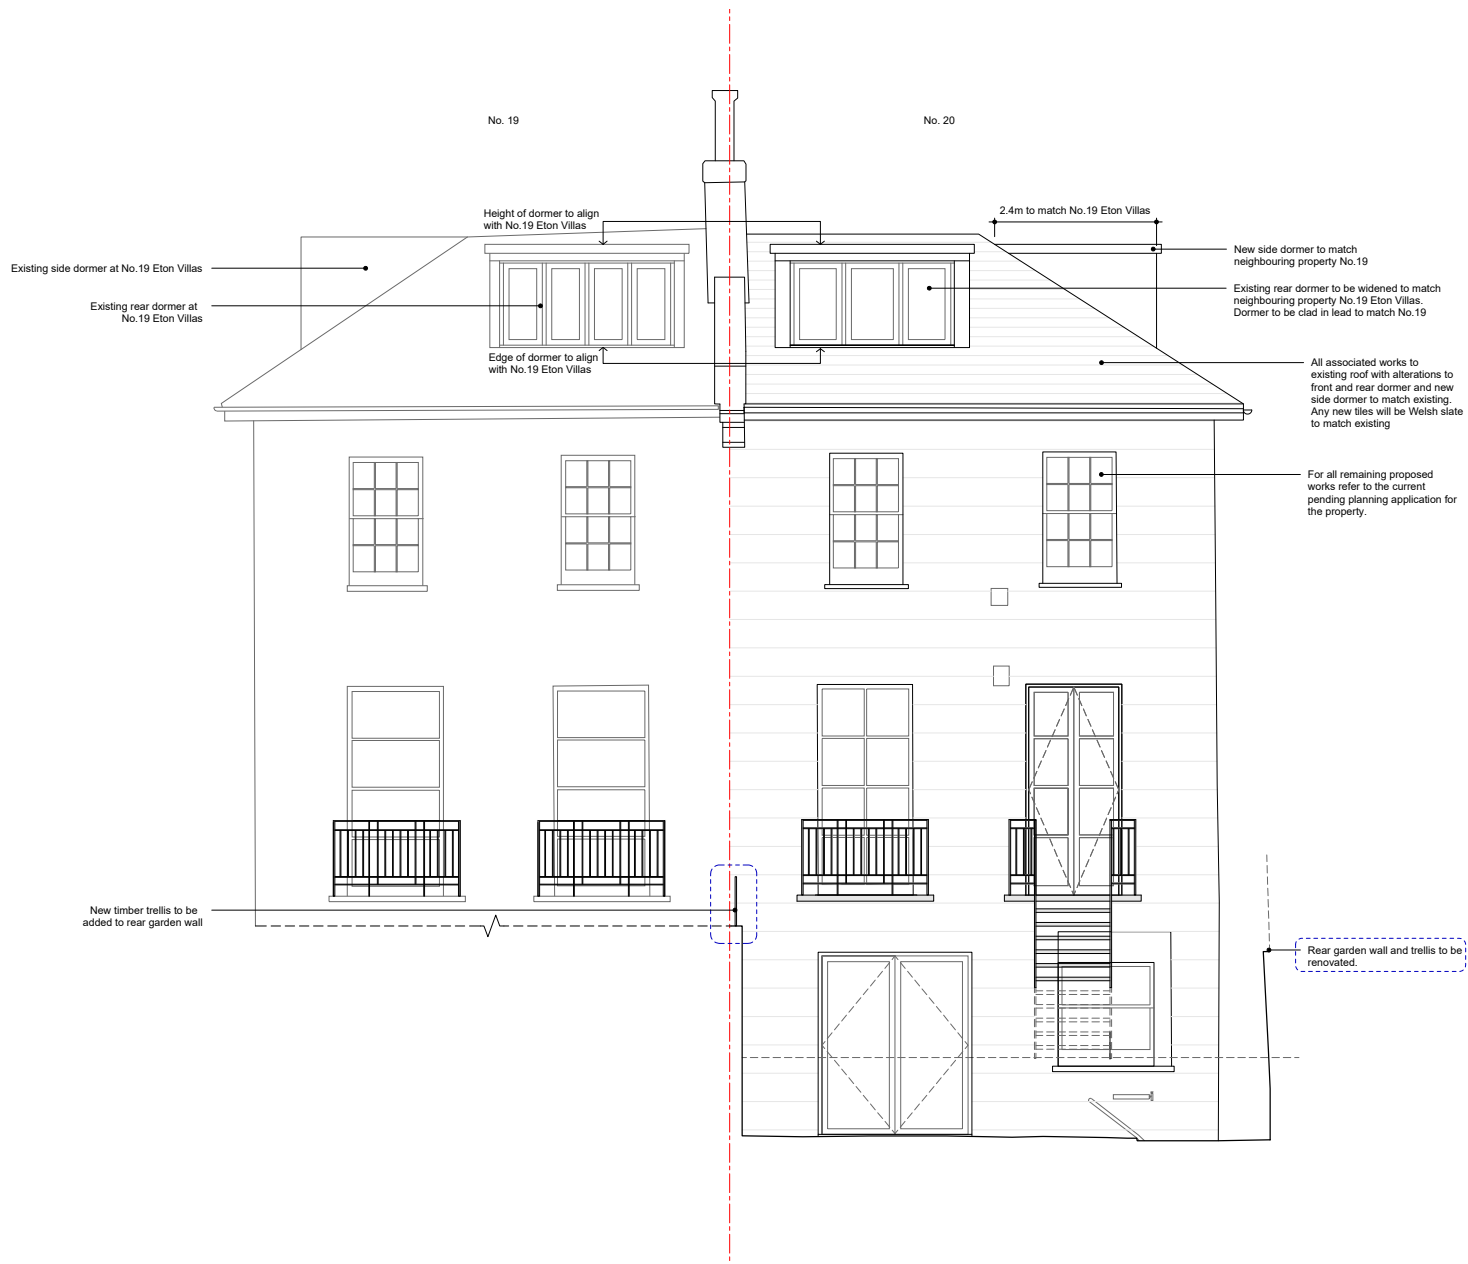 No. 19
No. 20
Height of dormer to align
with No.19 Eton Villas
2.4m to match No.19 Eton Villas
Existing side dormer at No.19 Eton Villas
New side dormer to match
neighbouring property No.19
Existing rear dormer at
No.19 Eton Villas
Existing rear dormer to be widened to match
neighbouring property No.19 Eton Villas.
Dormer to be clad in lead to match No.19
Edge of dormer to align
with No.19 Eton Villas
All associated works to
existing roof with alterations to
front and rear dormer and new
side dormer to match existing.
Any new tiles will be Welsh slate
to match existing
For all remaining proposed
works refer to the current
pending planning application for
the property.
New timber trellis to be
added to rear garden wall
Rear garden wall and trellis to be
renovated.